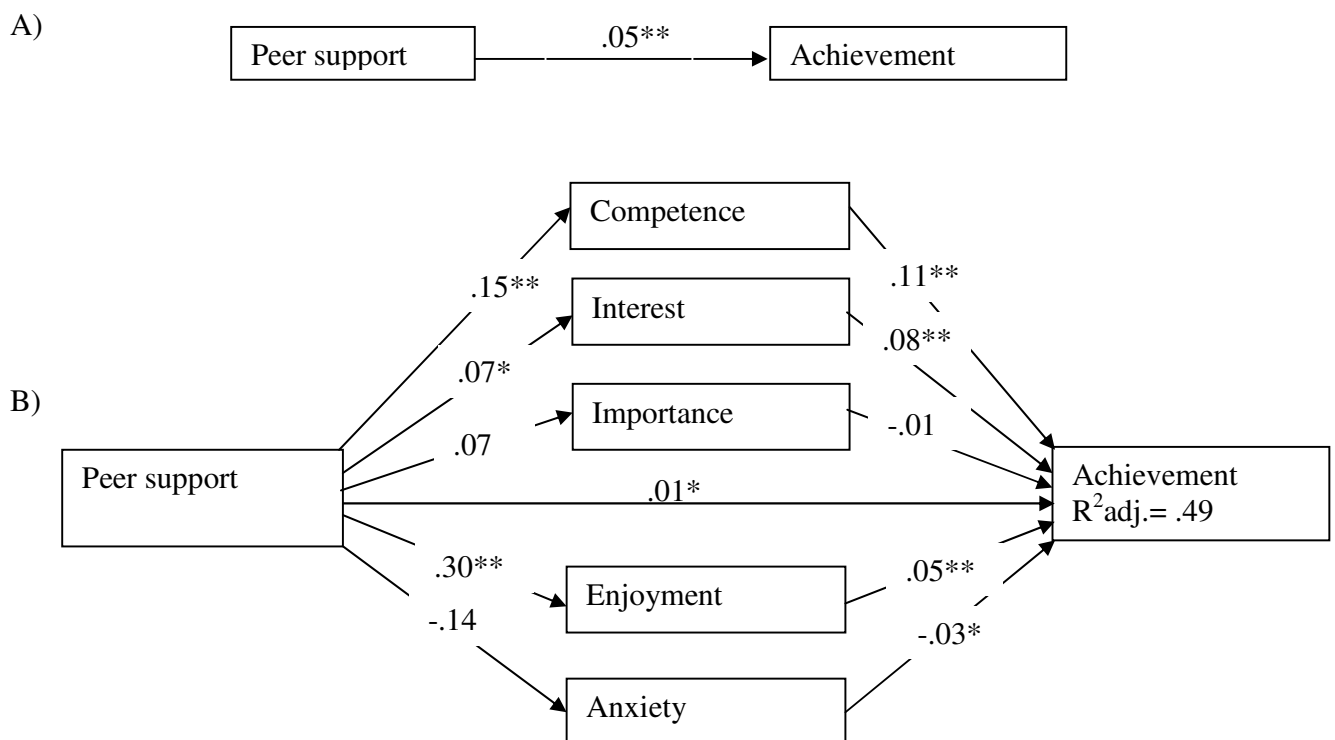 A)
Peer support
.05**
Achievement
Competence
.15**
.11**
Interest
.07*
.08**
B)
Importance
.07
-.01
Peer support
.01*
Achievement
R²adj.= .49
.30**
Enjoyment
.05**
-.14
-.03*
Anxiety